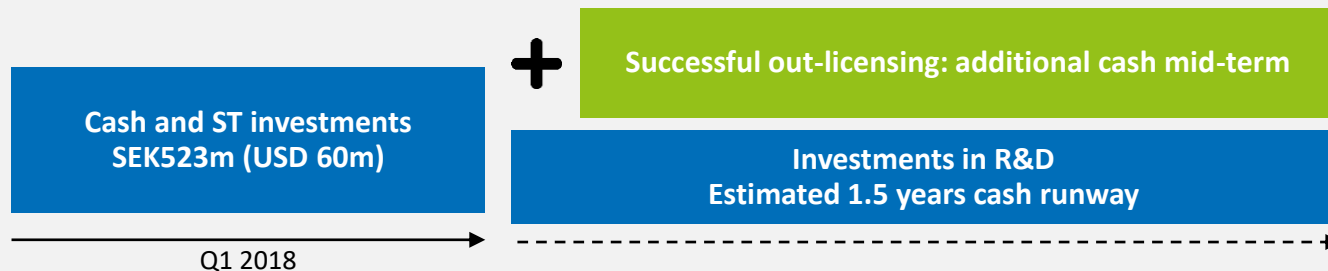 Cash and ST investments
SEK523m (USD 60m)
Q1 2018
Successful out-licensing: additional cash mid-term
Investments in R&D
Estimated 1.5 years cash runway